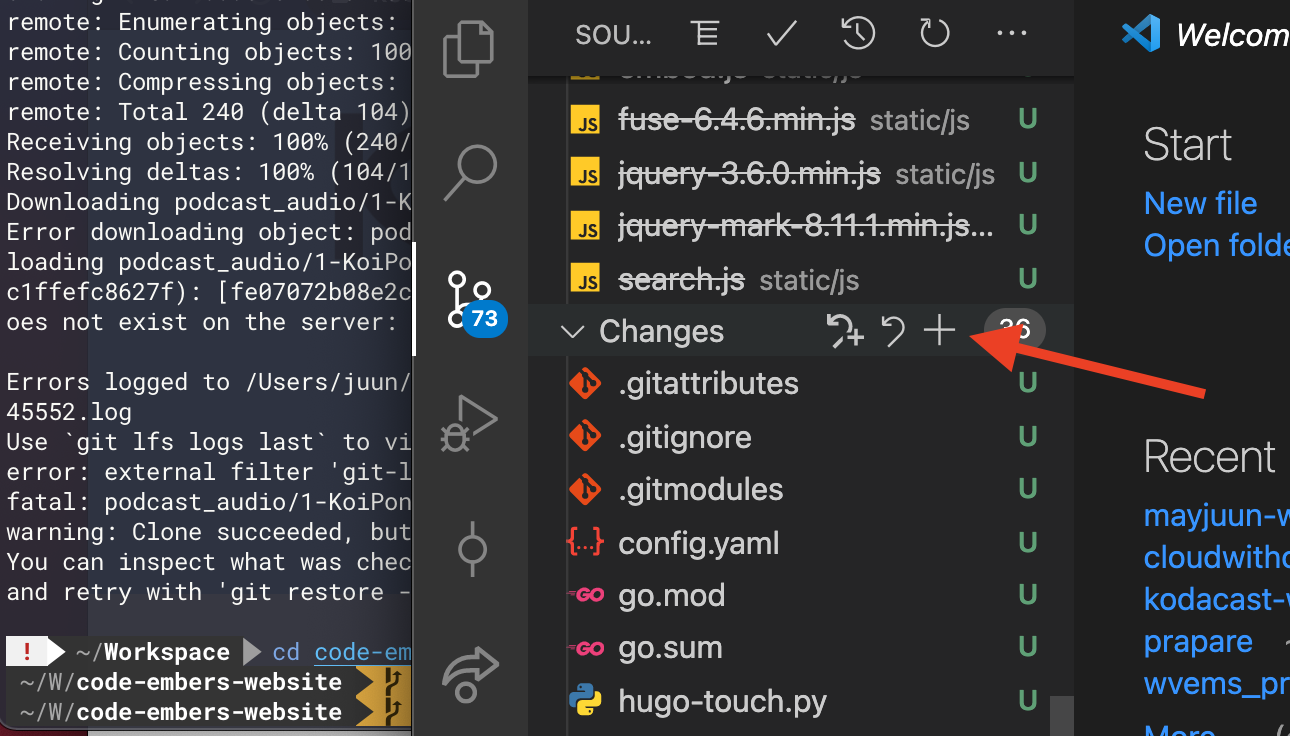 remote: Enumerating objects:
remote: Counting objects: 100
remote: Compressing objects:
remote: Total 240 (delta 104)
Receiving objects: 100% (240/
Resolving deltas: 100% (104/1
Downloading podcast_audio/1-K
Error downloading object: pod
loading podcast_audio/1-KoiPo
c1ffefc8627f): [fe07072b08e2c
oes not exist on the server:
Errors logged to /Users/juun/
45552.log
Use `git lfs logs last` to vi
error: external filter 'git-l
fatal: podcast_audio/1-KoiPon
warning: Clone succeeded, but
You can inspect what was chec
and retry with 'git restore -
! ~/Workspace cd code-em
~/W/code-embers-website
~/W/code-embers-website
73
SOU...
JS fuse-6.4.6.min.js static/js U
JS jquery-3.6.0.min.js static/js U
JS jquery-mark-8.11.1.min.js... U
JS search.js static/js U
Changes 36
.gitattributes U
.gitignore U
.gitmodules U
{...} config.yaml U
GO go.mod U
GO go.sum U
hugo-touch.py U
Welcom
Start
New file
Open folde
Recent
mayjuun-w
cloudwitho
kodacast-w
prapare ~
wvems_pr